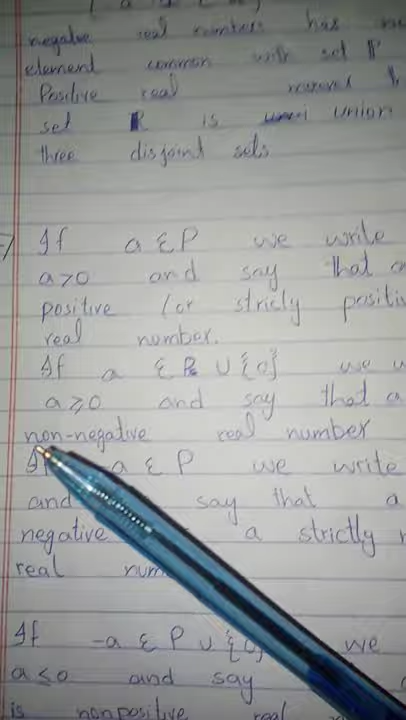 negative real numbers has
element common with set P
Positive real
set R is union
three disjoint sets
If a ε P we write
a>0 and say that
positive (or stricly
real number.
If a ε P ∪ {0} we
a≥0 and say that a
non-negative real number
-a ε P we write
and say that a
negative a strictly
real
If -a ε P ∪ {0} we
a≤0 and say
is nonpositive real